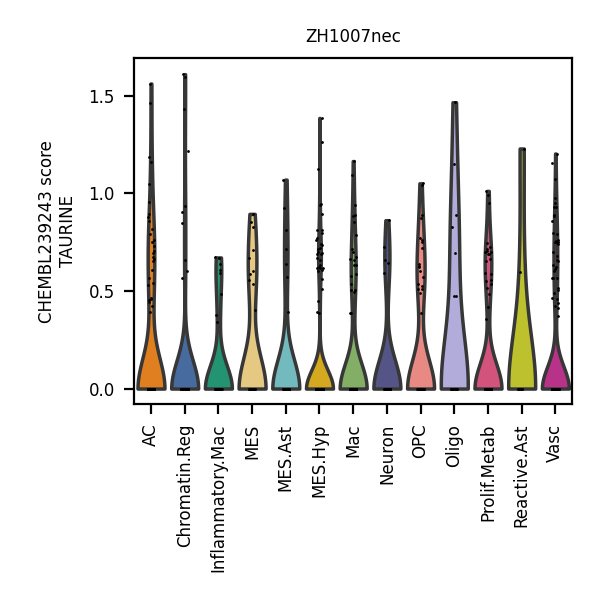 ZH1007nec
CHEMBL239243 score
TAURINE
1.5
1.0
0.5
0.0
AC
Chromatin.Reg
Inflammatory.Mac
MES
MES.Ast
MES.Hyp
Mac
Neuron
OPC
Oligo
Prolif.Metab
Reactive.Ast
Vasc